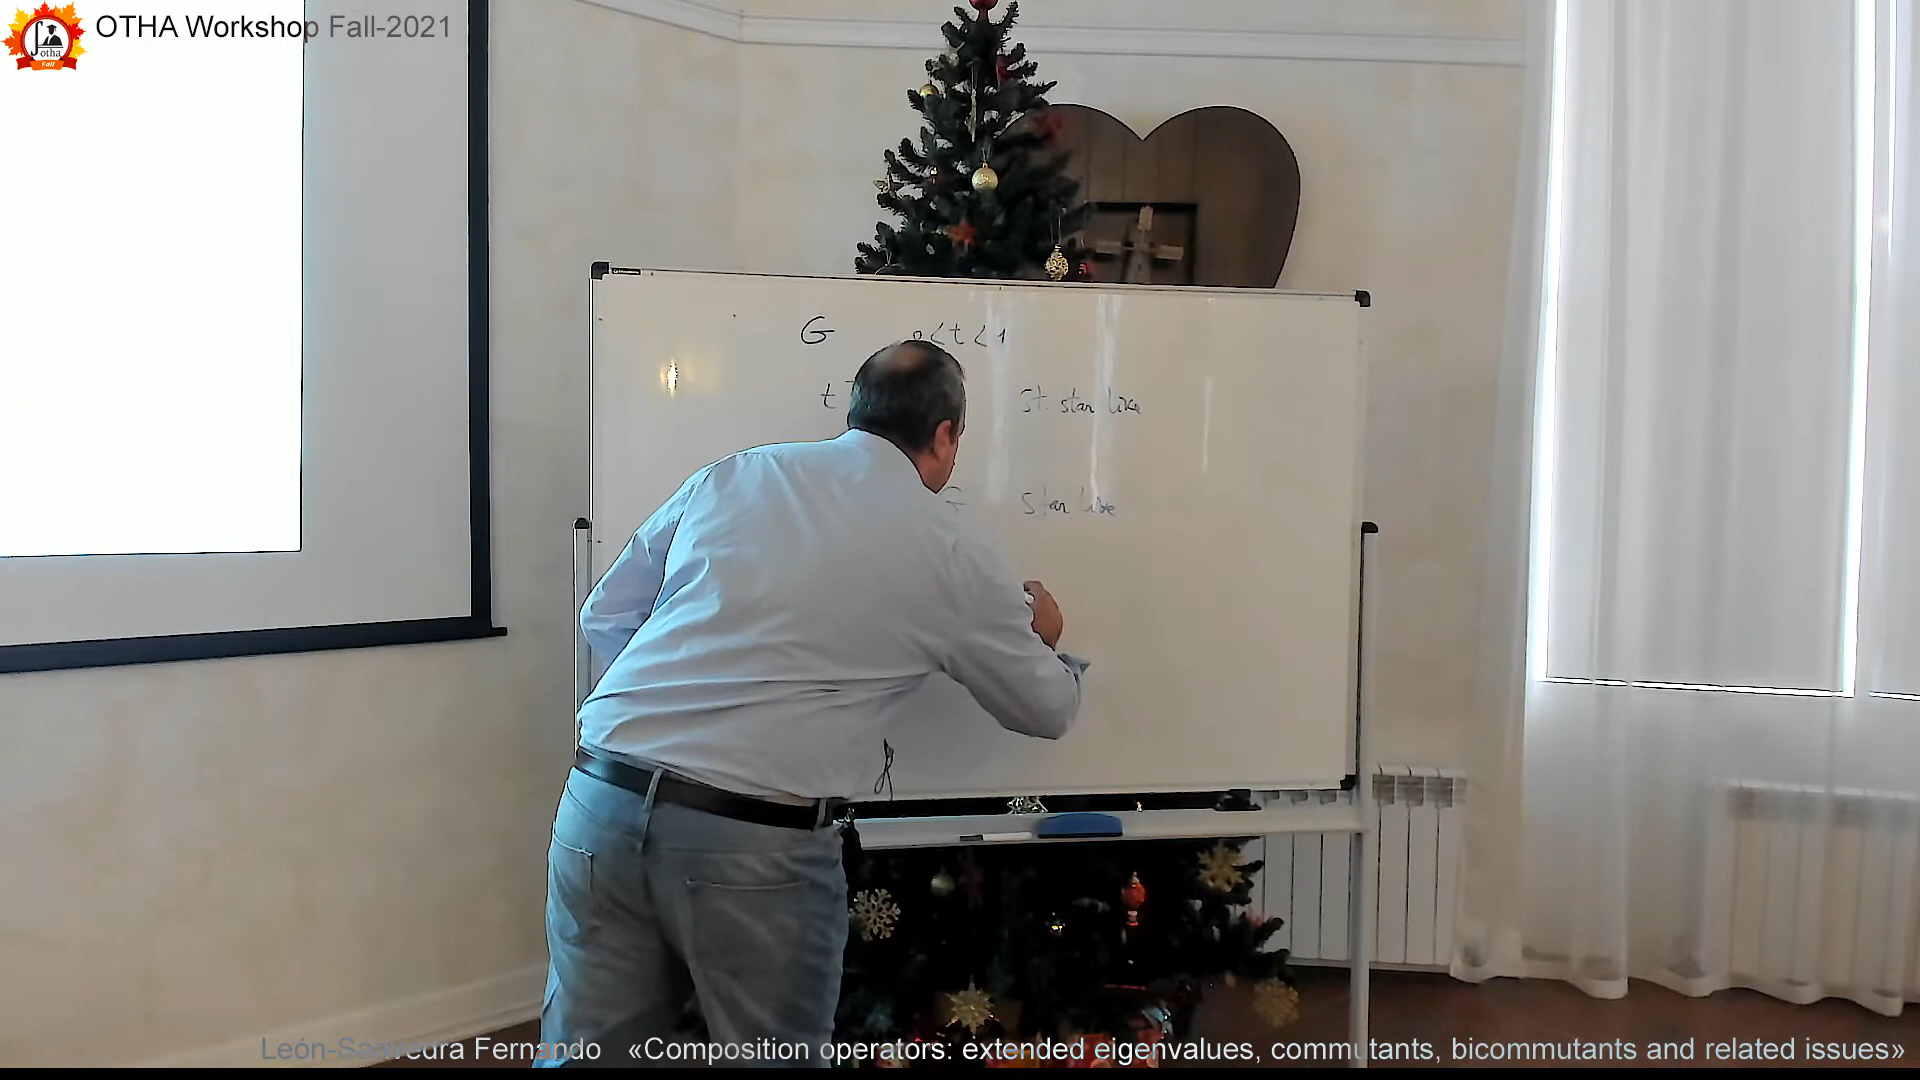 OTHA Workshop Fall-2021
otha
Fall
G 0<t<1
t St. star like
G Star like
León-Saavedra Fernando «Composition operators: extended eigenvalues, commutants, bicommutants and related issues»